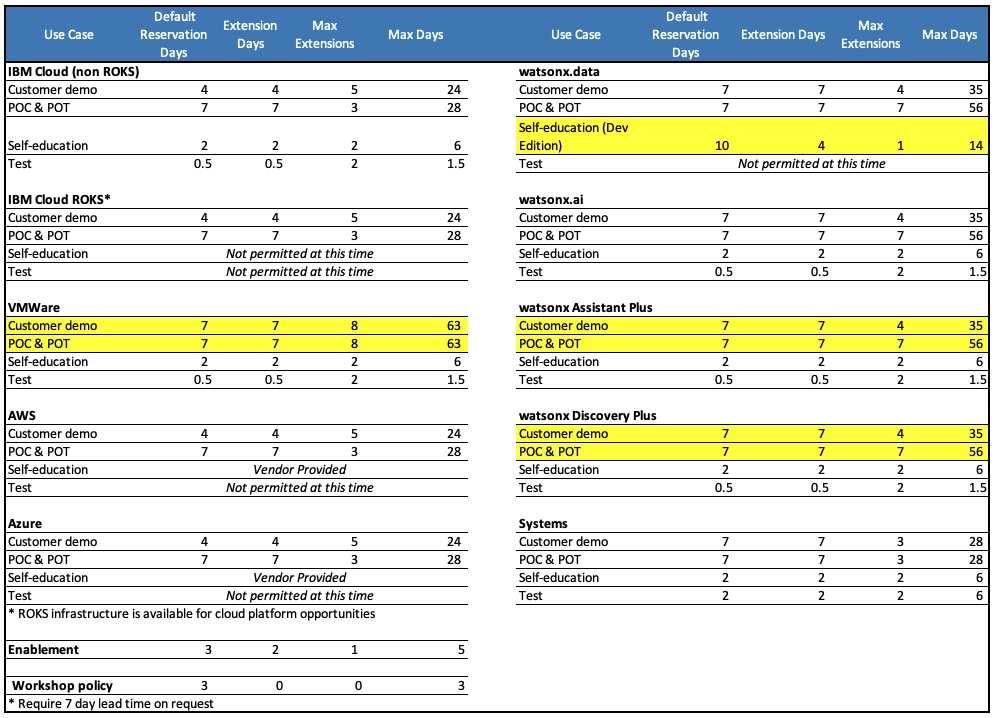 Use Case Default Reservation Days Extension Days Max Extensions Max Days
IBM Cloud (non ROKS)
Customer demo 4 4 5 24
POC & POT 7 7 3 28
Self-education 2 2 2 6
Test 0.5 0.5 2 1.5
IBM Cloud ROKS*
Customer demo 4 4 5 24
POC & POT 7 7 3 28
Self-education Not permitted at this time
Test Not permitted at this time
VMWare
Customer demo 7 7 8 63
POC & POT 7 7 8 63
Self-education 2 2 2 6
Test 0.5 0.5 2 1.5
AWS
Customer demo 4 4 5 24
POC & POT 7 7 3 28
Self-education Vendor Provided
Test Not permitted at this time
Azure
Customer demo 4 4 5 24
POC & POT 7 7 3 28
Self-education Vendor Provided
Test Not permitted at this time
* ROKS infrastructure is available for cloud platform opportunities
Enablement 3 2 1 5
Workshop policy 3 0 0 3
* Require 7 day lead time on request
Use Case Default Reservation Days Extension Days Max Extensions Max Days
watsonx.data
Customer demo 7 7 4 35
POC & POT 7 7 7 56
Self-education (Dev
Edition) 10 4 1 14
Test Not permitted at this time
watsonx.ai
Customer demo 7 7 4 35
POC & POT 7 7 7 56
Self-education 2 2 2 6
Test 0.5 0.5 2 1.5
watsonx Assistant Plus
Customer demo 7 7 4 35
POC & POT 7 7 7 56
Self-education 2 2 2 6
Test 0.5 0.5 2 1.5
watsonx Discovery Plus
Customer demo 7 7 4 35
POC & POT 7 7 7 56
Self-education 2 2 2 6
Test 0.5 0.5 2 1.5
Systems
Customer demo 7 7 3 28
POC & POT 7 7 3 28
Self-education 2 2 2 6
Test 2 2 2 6